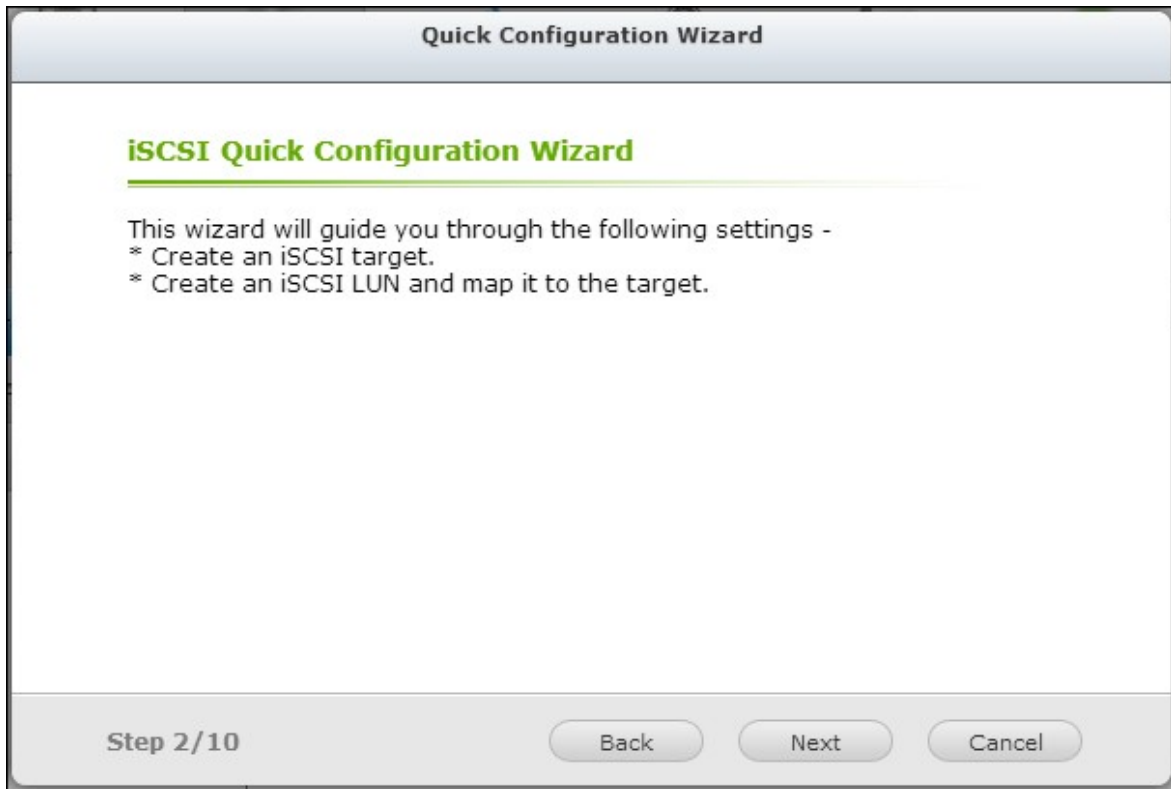 Quick Configuration Wizard
iSCSI Quick Configuration Wizard
This wizard will guide you through the following settings -
* Create an iSCSI target.
* Create an iSCSI LUN and map it to the target.
Step 2/10
Back
Next
Cancel